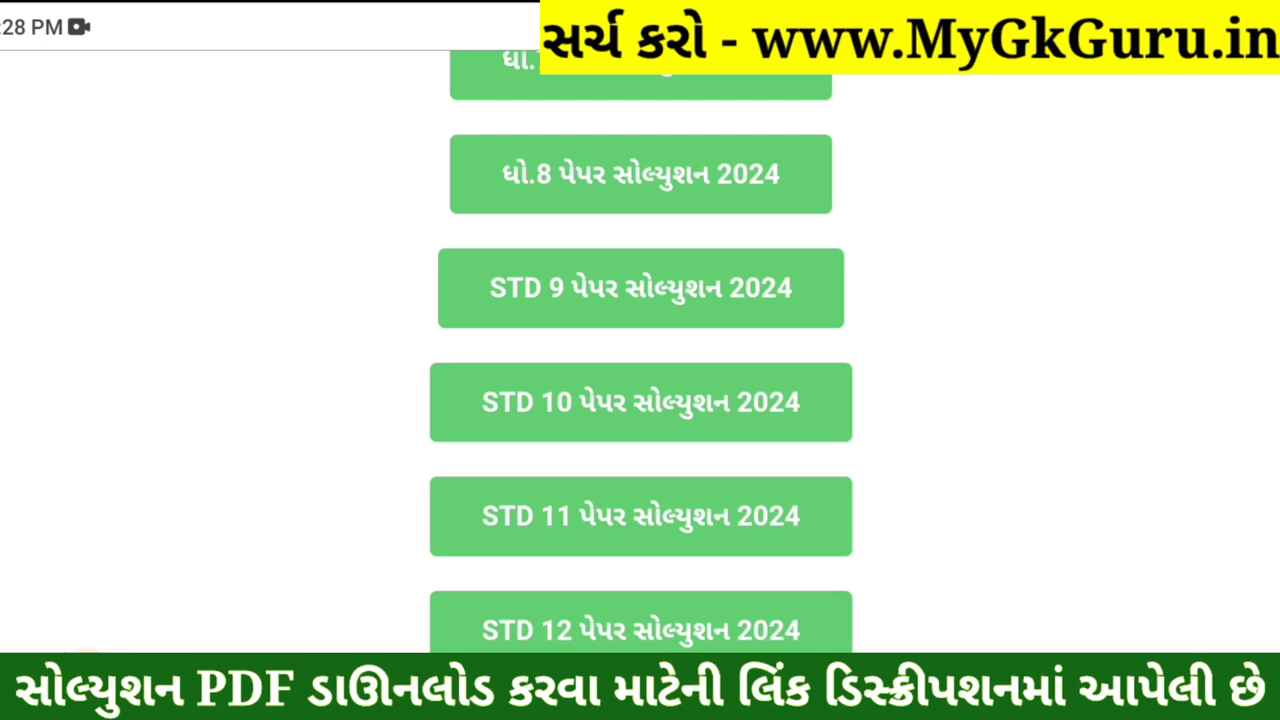 :28 PM
સર્ચ કરો - www.MyGkGuru.in
ધો.8 પેપર સોલ્યુશન 2024
STD 9 પેપર સોલ્યુશન 2024
STD 10 પેપર સોલ્યુશન 2024
STD 11 પેપર સોલ્યુશન 2024
STD 12 પેપર સોલ્યુશન 2024
સોલ્યુશન PDF ડાઊનલોડ કરવા માટેની લિંક ડિસ્ક્રીપશનમાં આપેલી છે